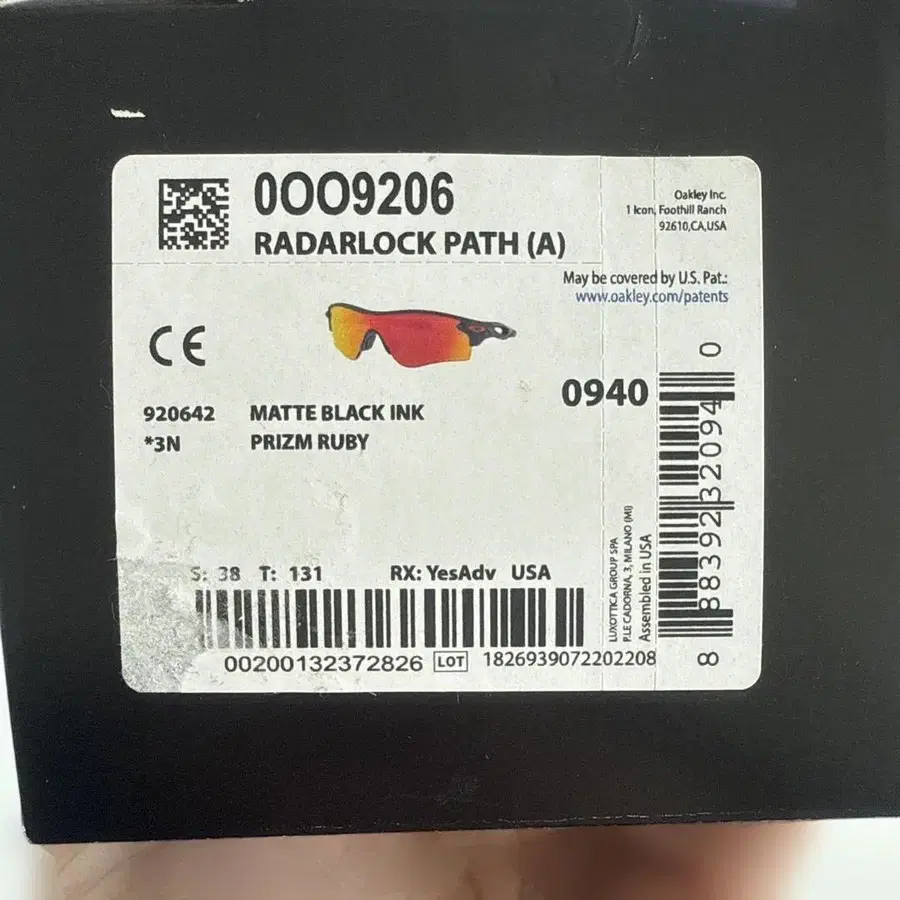 0OO9206
RADARLOCK PATH (A)
Oakley Inc.
1 Icon, Foothill Ranch
92610,CA,USA
May be covered by U.S. Pat.:
www.oakley.com/patents
CE
0940
920642 MATTE BLACK INK
*3N PRIZM RUBY
S: 38 T: 131 RX: YesAdv USA
00200132372826 LOT 1826939072202208
LUXOTTICA GROUP SPA
P.LE CADORNA, 3, MILANO (MI)
Assembled in USA
8 88392 32094 0